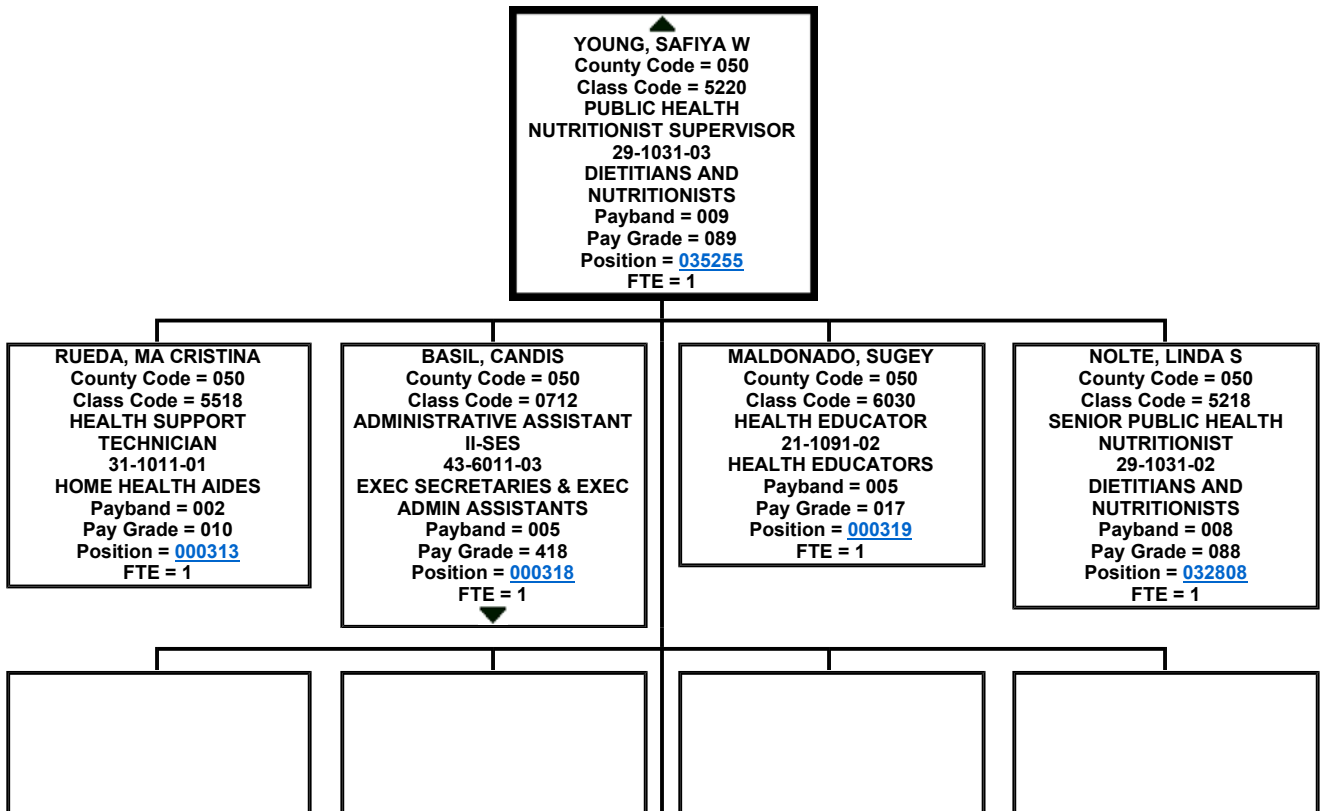 YOUNG, SAFIYA W
County Code = 050
Class Code = 5220
PUBLIC HEALTH
NUTRITIONIST SUPERVISOR
29-1031-03
DIETITIANS AND
NUTRITIONISTS
Payband = 009
Pay Grade = 089
Position = 035255
FTE = 1
RUEDA, MA CRISTINA
County Code = 050
Class Code = 5518
HEALTH SUPPORT
TECHNICIAN
31-1011-01
HOME HEALTH AIDES
Payband = 002
Pay Grade = 010
Position = 000313
FTE = 1
BASIL, CANDIS
County Code = 050
Class Code = 0712
ADMINISTRATIVE ASSISTANT
II-SES
43-6011-03
EXEC SECRETARIES & EXEC
ADMIN ASSISTANTS
Payband = 005
Pay Grade = 418
Position = 000318
FTE = 1
MALDONADO, SUGEY
County Code = 050
Class Code = 6030
HEALTH EDUCATOR
21-1091-02
HEALTH EDUCATORS
Payband = 005
Pay Grade = 017
Position = 000319
FTE = 1
NOLTE, LINDA S
County Code = 050
Class Code = 5218
SENIOR PUBLIC HEALTH
NUTRITIONIST
29-1031-02
DIETITIANS AND
NUTRITIONISTS
Payband = 008
Pay Grade = 088
Position = 032808
FTE = 1